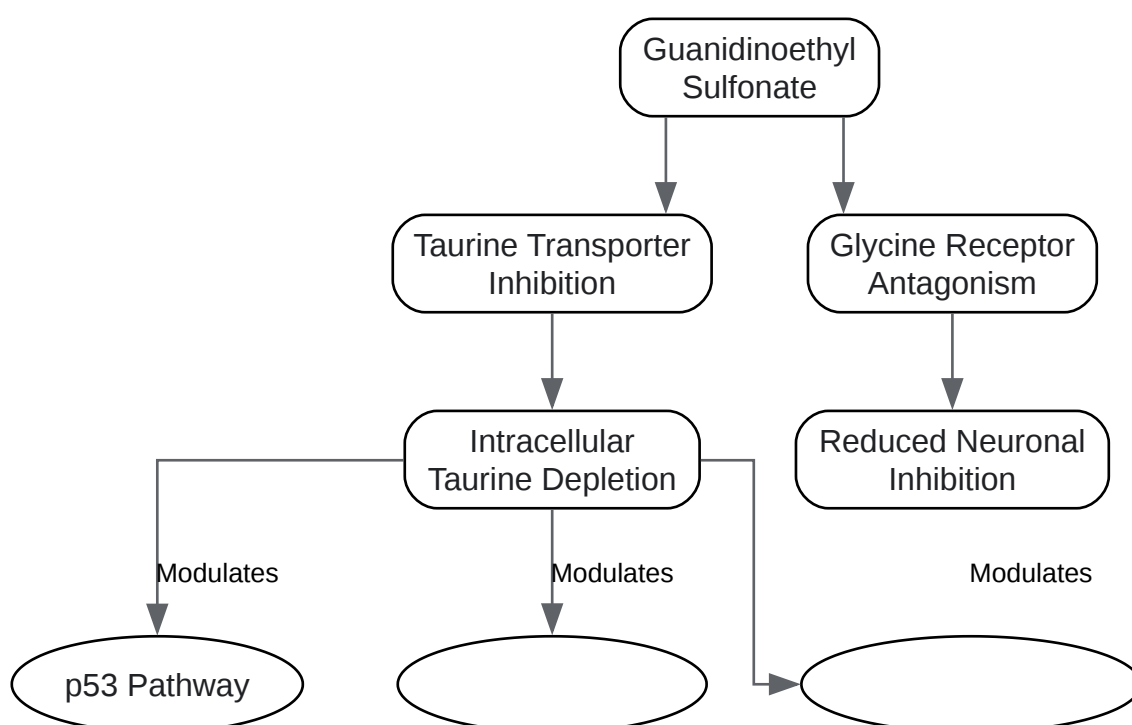 Guanidinoethyl
Sulfonate
Taurine Transporter
Inhibition
Glycine Receptor
Antagonism
Intracellular
Taurine Depletion
Reduced Neuronal
Inhibition
Modulates
Modulates
Modulates
p53 Pathway